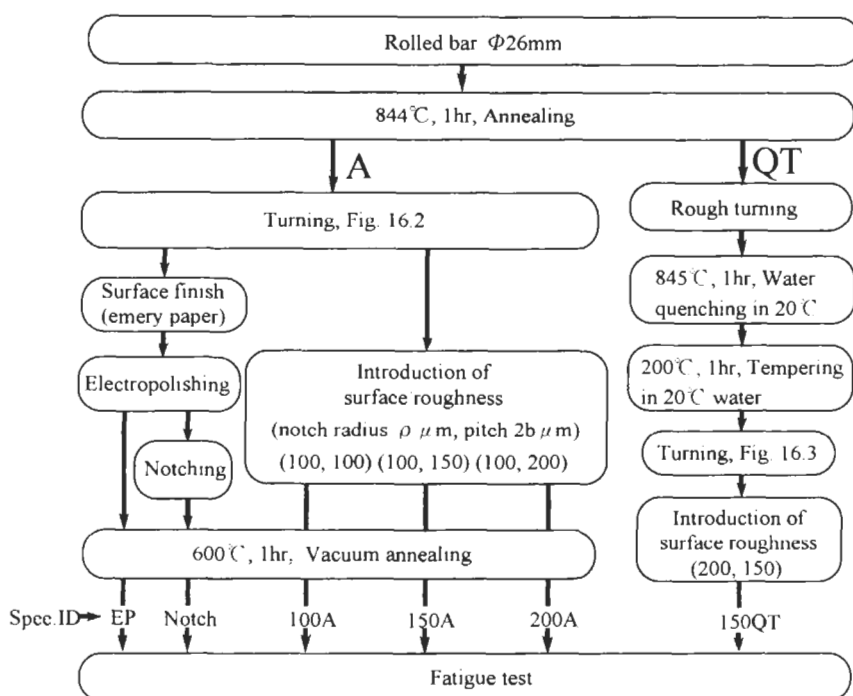 Rolled bar Φ26mm
844℃, 1hr, Annealing
A
QT
Turning, Fig. 16.2
Rough turning
Surface finish
(emery paper)
845℃, 1hr, Water
quenching in 20℃
Electropolishing
Introduction of
surface roughness
(notch radius ρ μm, pitch 2b μm)
(100, 100) (100, 150) (100, 200)
200℃, 1hr, Tempering
in 20℃ water
Notching
Turning, Fig. 16.3
600℃, 1hr, Vacuum annealing
Introduction of
surface roughness
(200, 150)
Spec.ID EP Notch 100A 150A 200A 150QT
Fatigue test